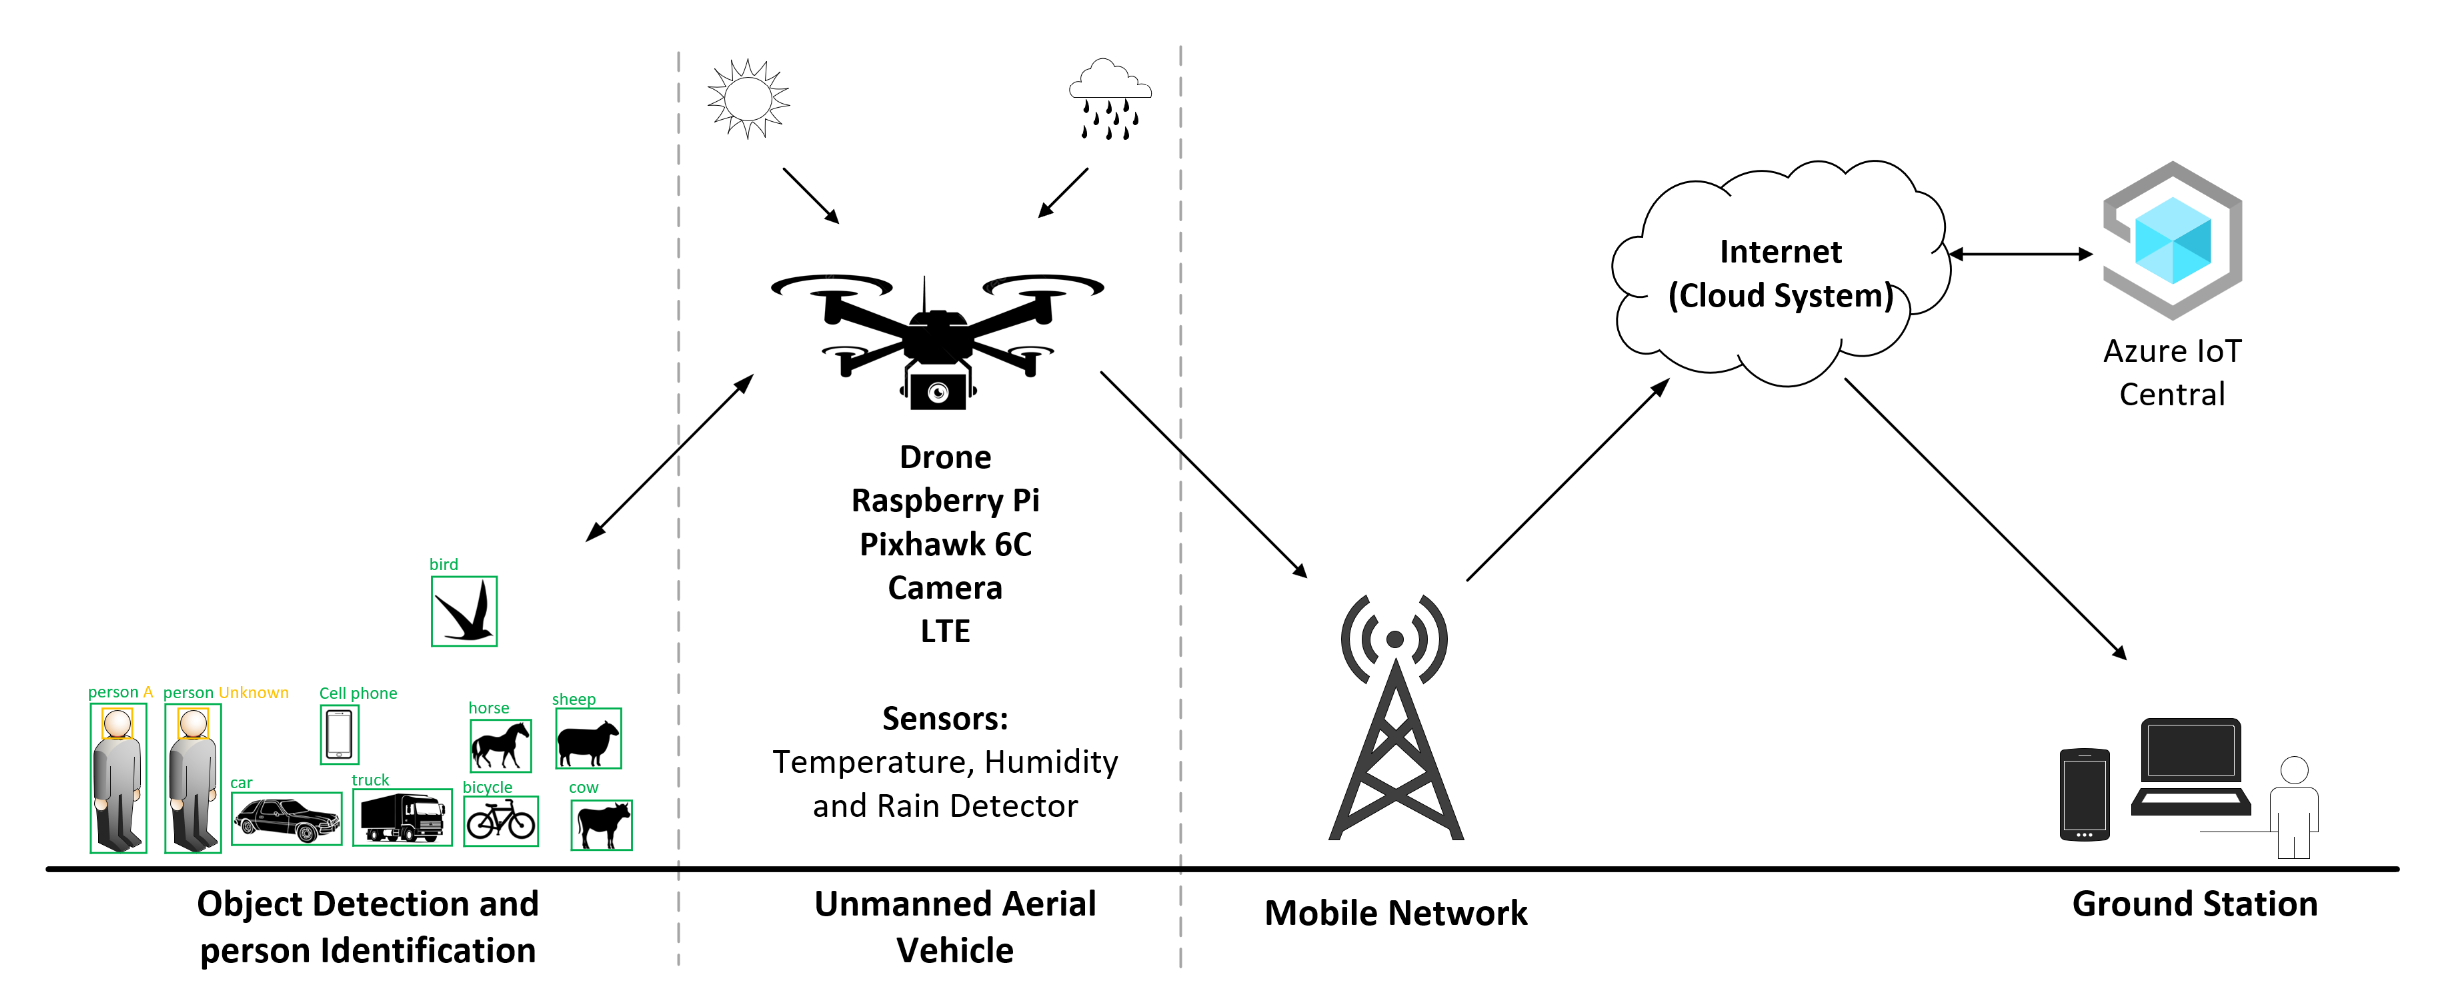 bird
person A
person Unknown
Cell phone
horse
sheep
car
truck
bicycle
cow
Object Detection and
person Identification
Drone
Raspberry Pi
Pixhawk 6C
Camera
LTE
Sensors:
Temperature, Humidity
and Rain Detector
Unmanned Aerial
Vehicle
Mobile Network
Internet
(Cloud System)
Azure IoT
Central
Ground Station